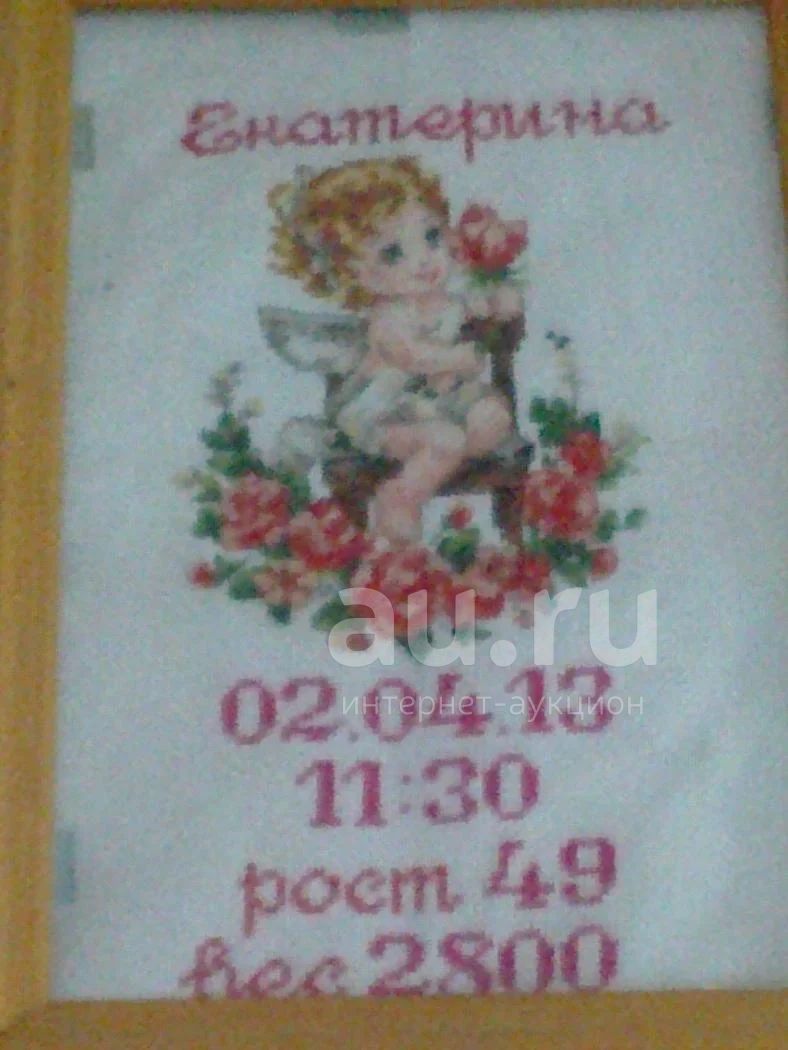 Екатерина
au.ru
02.04.13
интернет-аукцион
11:30
рост 49
вес 2800